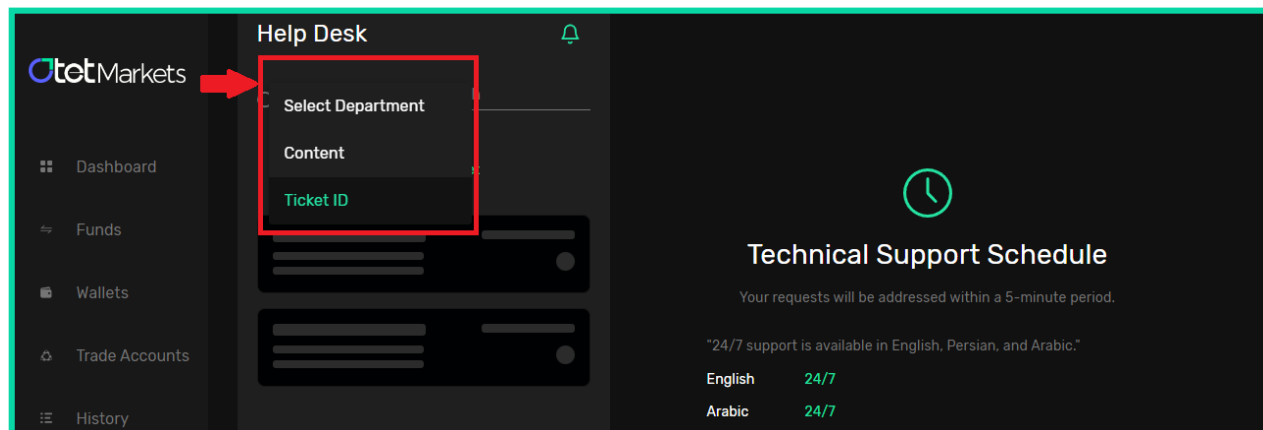 OtetMarkets
Dashboard
Funds
Wallets
Trade Accounts
History
Help Desk
Select Department
Content
Ticket ID
Technical Support Schedule
Your requests will be addressed within a 5-minute period.
"24/7 support is available in English, Persian, and Arabic."
English 24/7
Arabic 24/7